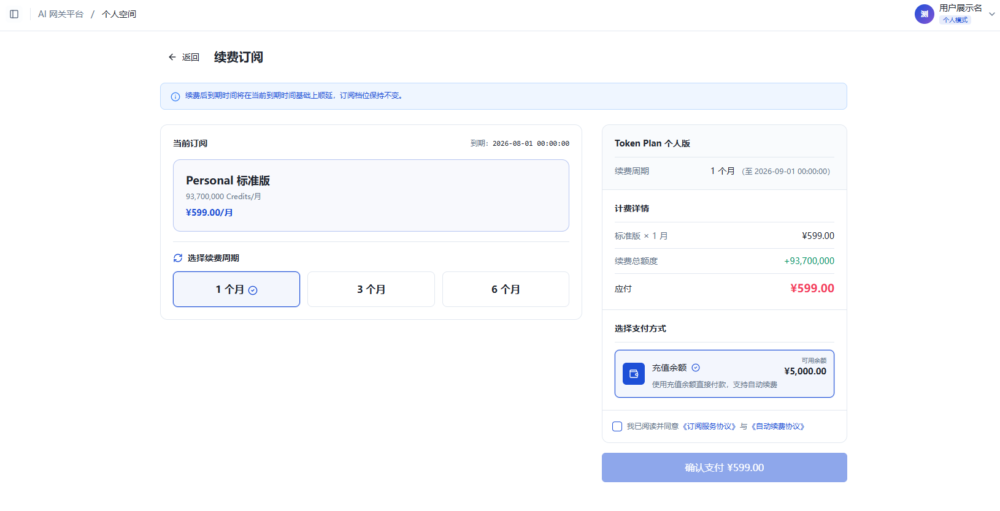 AI 网关平台 / 个人空间
测
用户展示名
个人模式
返回
续费订阅
续费后到期时间将在当前到期时间基础上顺延，订阅档位保持不变。
当前订阅
到期: 2026-08-01 00:00:00
Personal 标准版
93,700,000 Credits/月
¥599.00/月
选择续费周期
1 个月
3 个月
6 个月
Token Plan 个人版
续费周期
1 个月 (至 2026-09-01 00:00:00)
计费详情
标准版 × 1 月
¥599.00
续费总额度
+93,700,000
应付
¥599.00
选择支付方式
充值余额
使用充值余额直接付款，支持自动续费
可用余额
¥5,000.00
我已阅读并同意《订阅服务协议》与《自动续费协议》
确认支付 ¥599.00